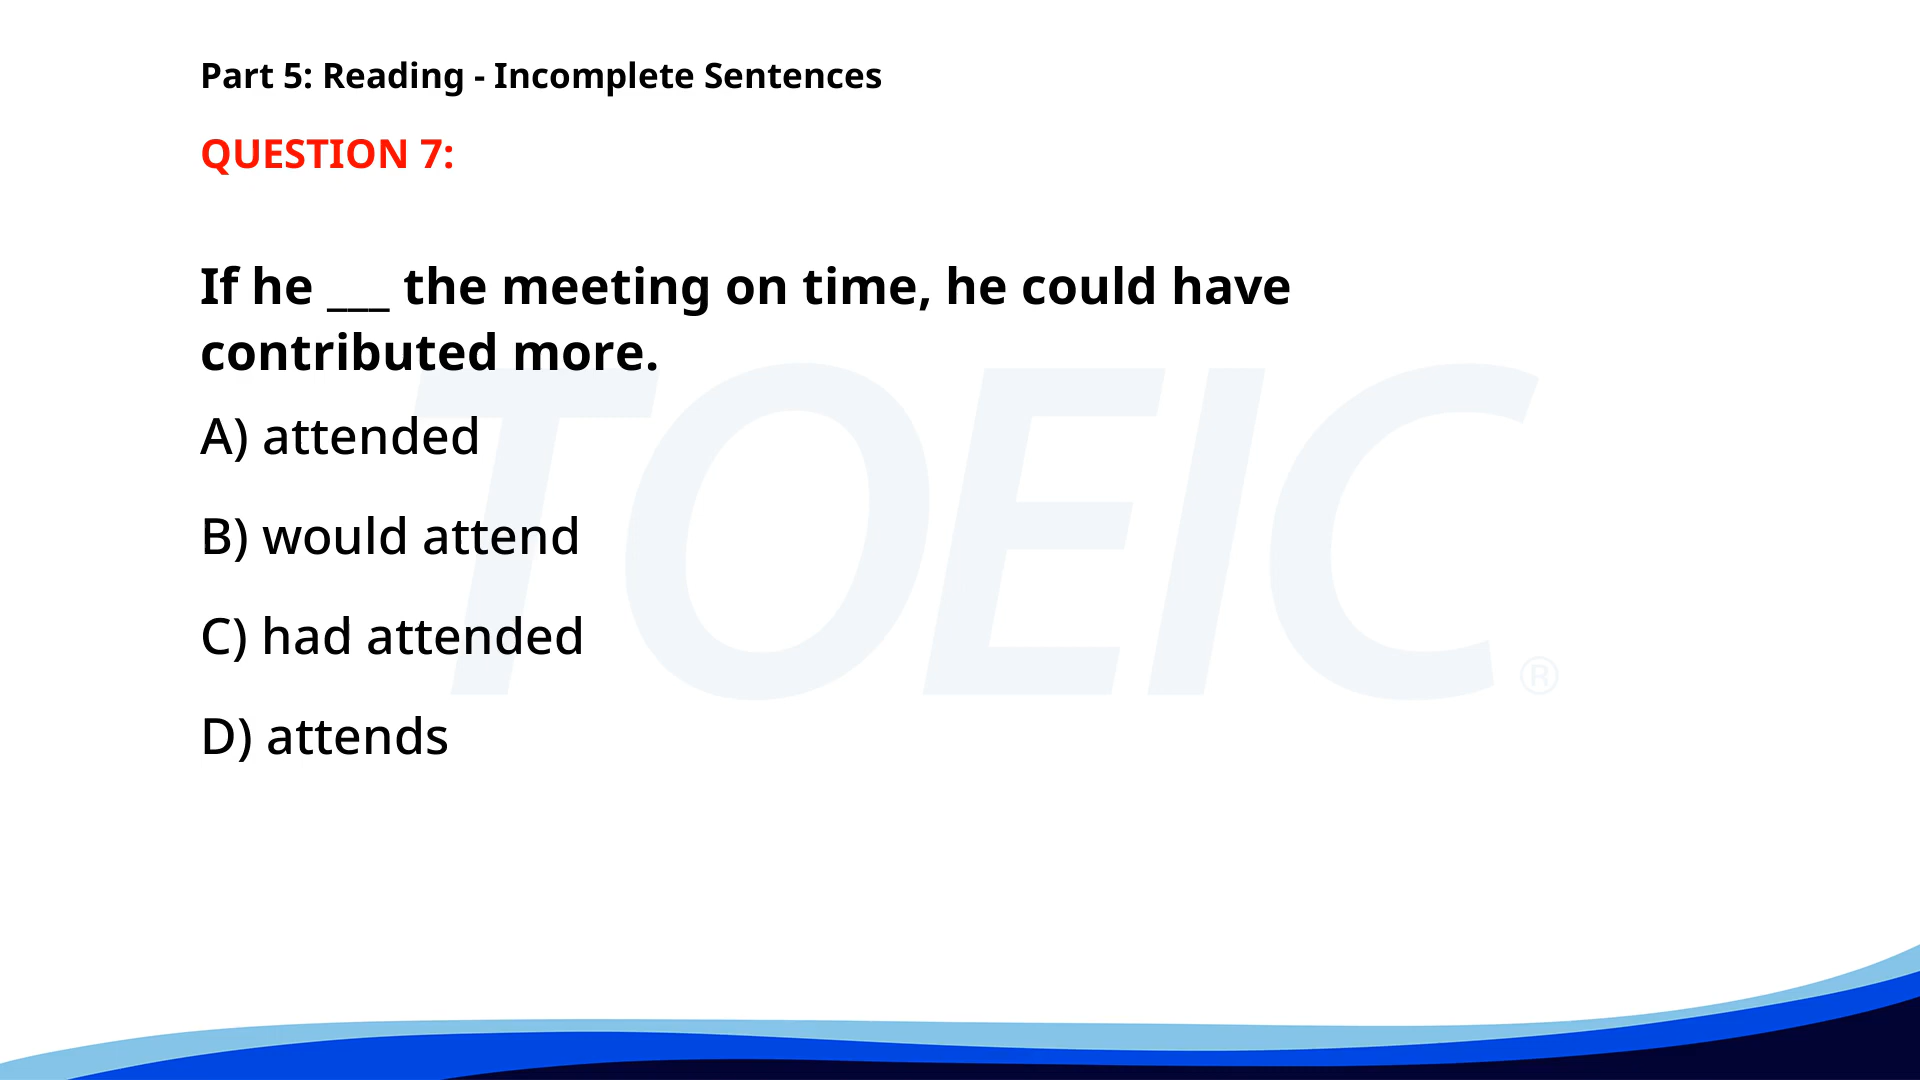 Part 5: Reading - Incomplete Sentences
QUESTION 7:
If he ___ the meeting on time, he could have
contributed more.
A) attended
B) would attend
C) had attended
D) attends
TOEIC®